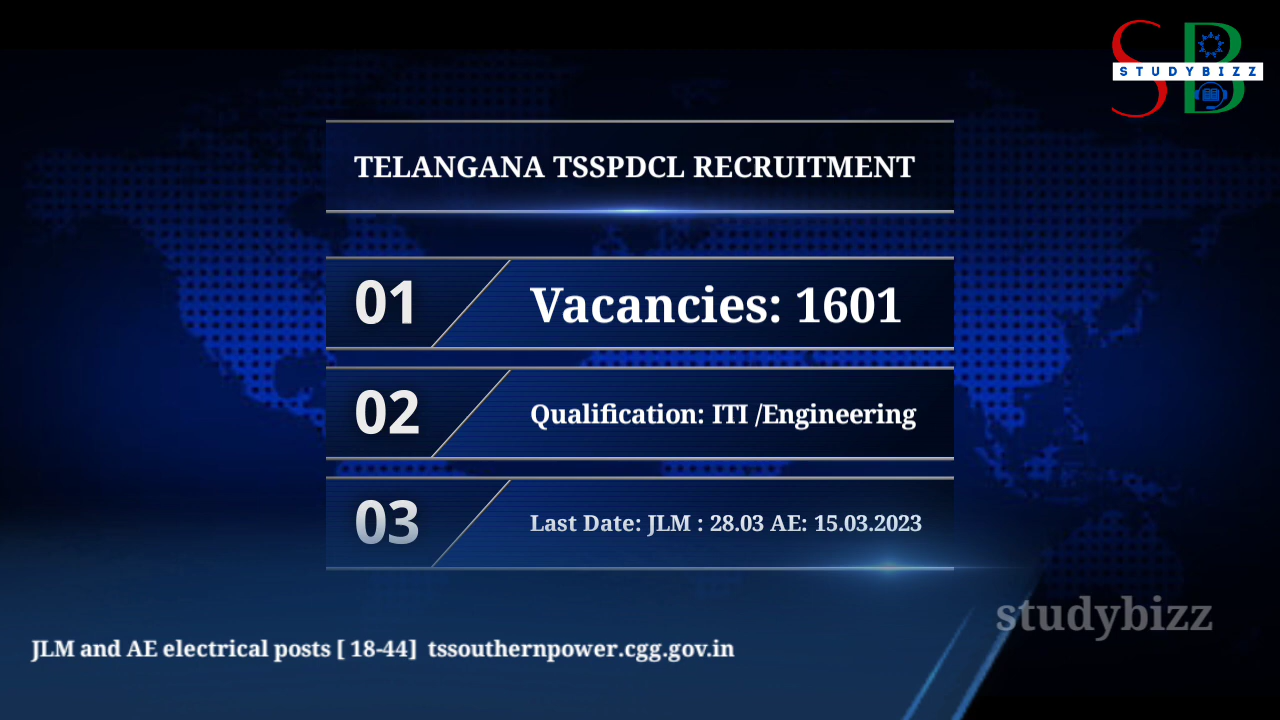 SB
STUDYBIZZ
TELANGANA TSSPDCL RECRUITMENT
01 Vacancies: 1601
02 Qualification: ITI /Engineering
03 Last Date: JLM : 28.03 AE: 15.03.2023
studybizz
JLM and AE electrical posts [ 18-44] tssouthernpower.cgg.gov.in